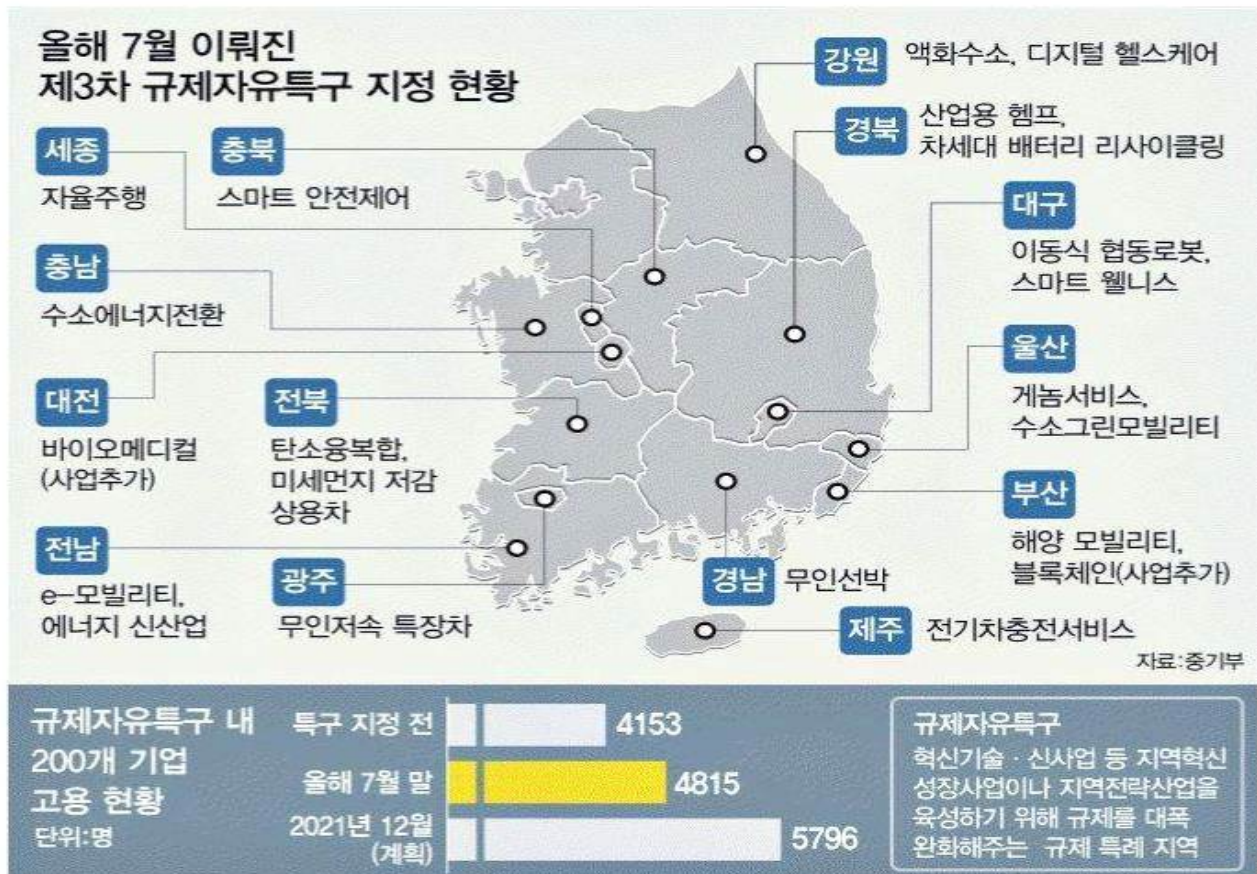 올해 7월 이뤄진
제3차 규제자유특구 지정 현황
강원
액화수소, 디지털 헬스케어
경북
산업용 헴프,
차세대 배터리 리사이클링
세종
자율주행
충북
스마트 안전제어
대구
이동식 협동로봇,
스마트 웰니스
충남
수소에너지전환
울산
게놈서비스,
수소그린모빌리티
대전
바이오메디컬
(사업추가)
전북
탄소융복합,
미세먼지 저감
상용차
부산
해양 모빌리티,
블록체인(사업추가)
전남
e-모빌리티,
에너지 신산업
광주
무인저속 특장차
경남
무인선박
제주
전기차충전서비스
자료:중기부
규제자유특구 내
200개 기업
고용 현황
단위:명
특구 지정 전
4153
올해 7월 말
4815
2021년 12월
(계획)
5796
규제자유특구
혁신기술·신사업 등 지역혁신
성장사업이나 지역전략산업을
육성하기 위해 규제를 대폭
완화해주는 규제 특례 지역